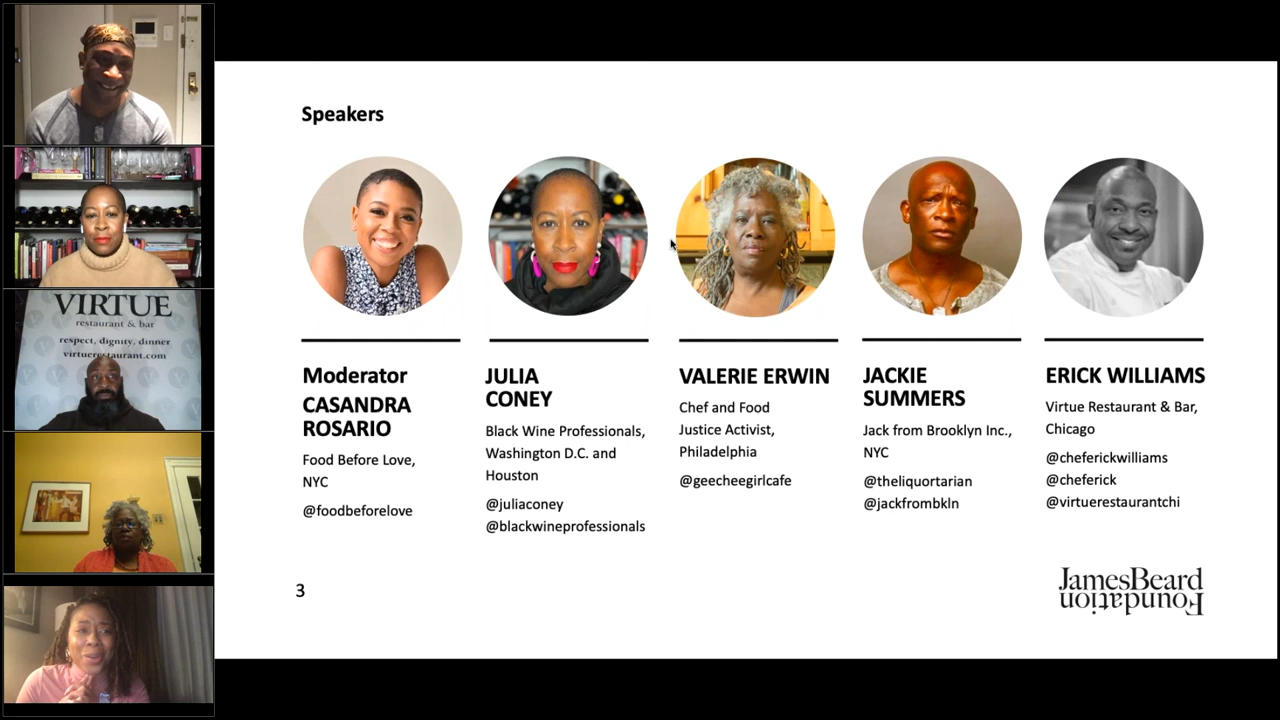 VIRTUE
restaurant & bar
respect, dignity, dinner
virtuerestaurant.com
Speakers
Moderator
CASANDRA
ROSARIO
Food Before Love,
NYC
@foodbeforelove
JULIA
CONEY
Black Wine Professionals,
Washington D.C. and
Houston
@juliaconey
@blackwineprofessionals
VALERIE ERWIN
Chef and Food
Justice Activist,
Philadelphia
@geecheegirlcafe
JACKIE
SUMMERS
Jack from Brooklyn Inc.,
NYC
@theliquortarian
@jackfrombkln
ERICK WILLIAMS
Virtue Restaurant & Bar,
Chicago
@cheferickwilliams
@cheferick
@virtuerestaurantchi
3
JamesBeard
Foundation